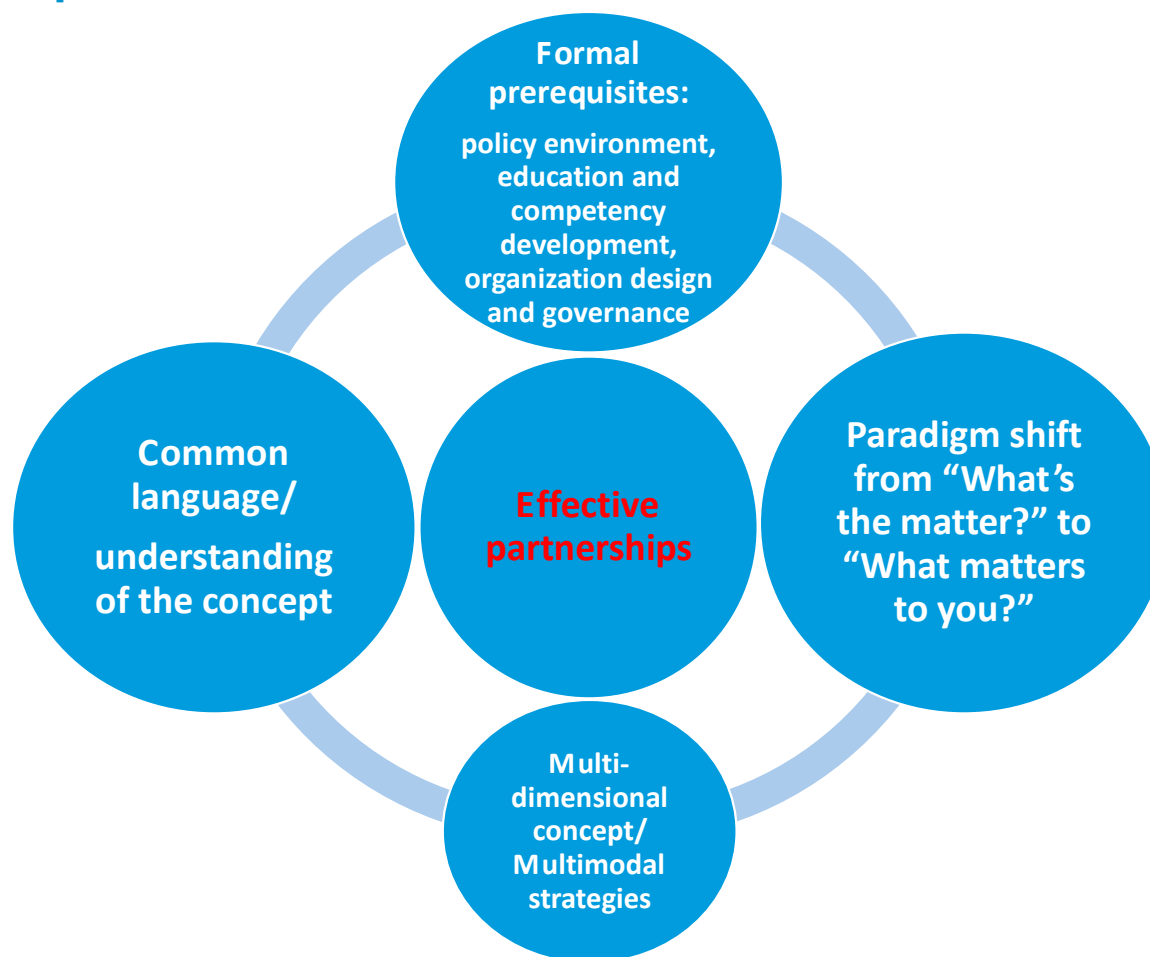 Formal
prerequisites:
policy environment,
education and
competency
development,
organization design
and governance
Common
language/
understanding
of the concept
Effective
partnerships
Paradigm shift
from “What’s
the matter?” to
“What matters
to you?”
Multi-
dimensional
concept/
Multimodal
strategies